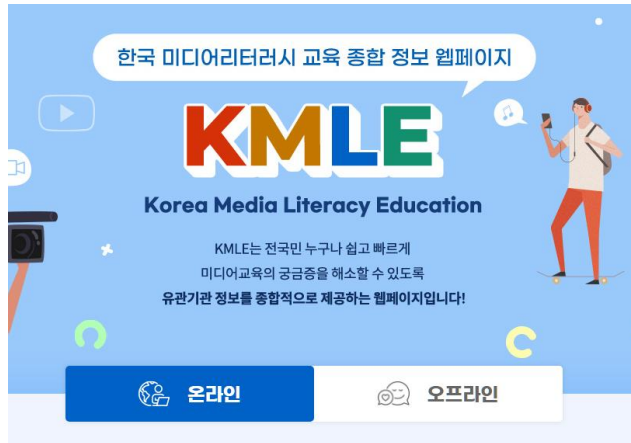 한국 미디어리터러시 교육 종합 정보 웹페이지
KMLE
Korea Media Literacy Education
KMLE는 전국민 누구나 쉽고 빠르게
미디어교육의 궁금증을 해소할 수 있도록
유관기관 정보를 종합적으로 제공하는 웹페이지입니다!
온라인
오프라인